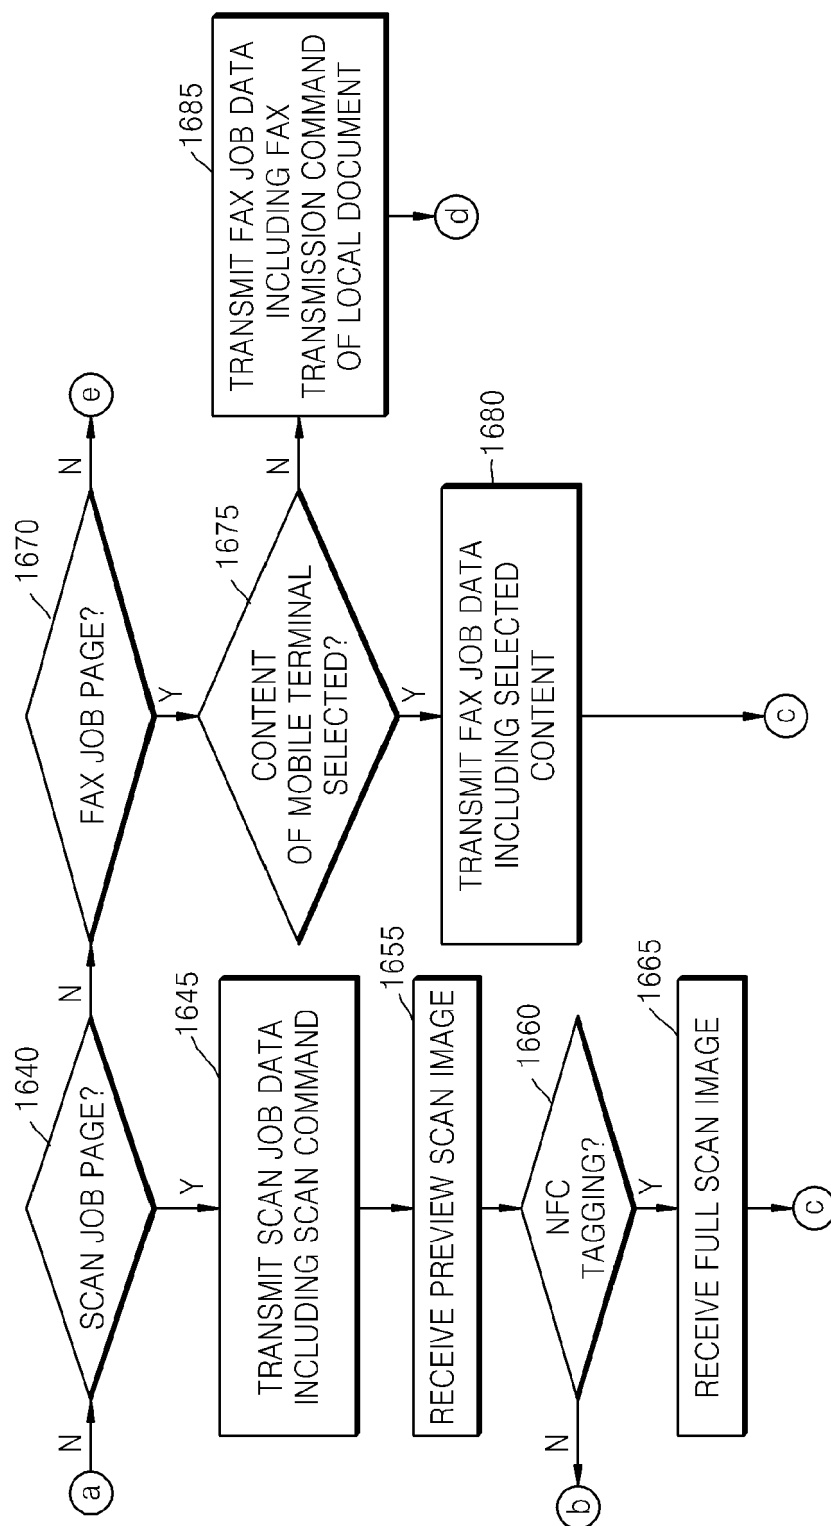 a
N
SCAN JOB PAGE?
1640
N
FAX JOB PAGE?
1670
N
e
Y
TRANSMIT SCAN JOB DATA
INCLUDING SCAN COMMAND
1645
RECEIVE PREVIEW SCAN IMAGE
1655
NFC
TAGGING?
1660
N
b
Y
RECEIVE FULL SCAN IMAGE
1665
c
Y
CONTENT
OF MOBILE TERMINAL
SELECTED?
1675
N
TRANSMIT FAX JOB DATA
INCLUDING FAX
TRANSMISSION COMMAND
OF LOCAL DOCUMENT
1685
d
Y
TRANSMIT FAX JOB DATA
INCLUDING SELECTED
CONTENT
1680
c